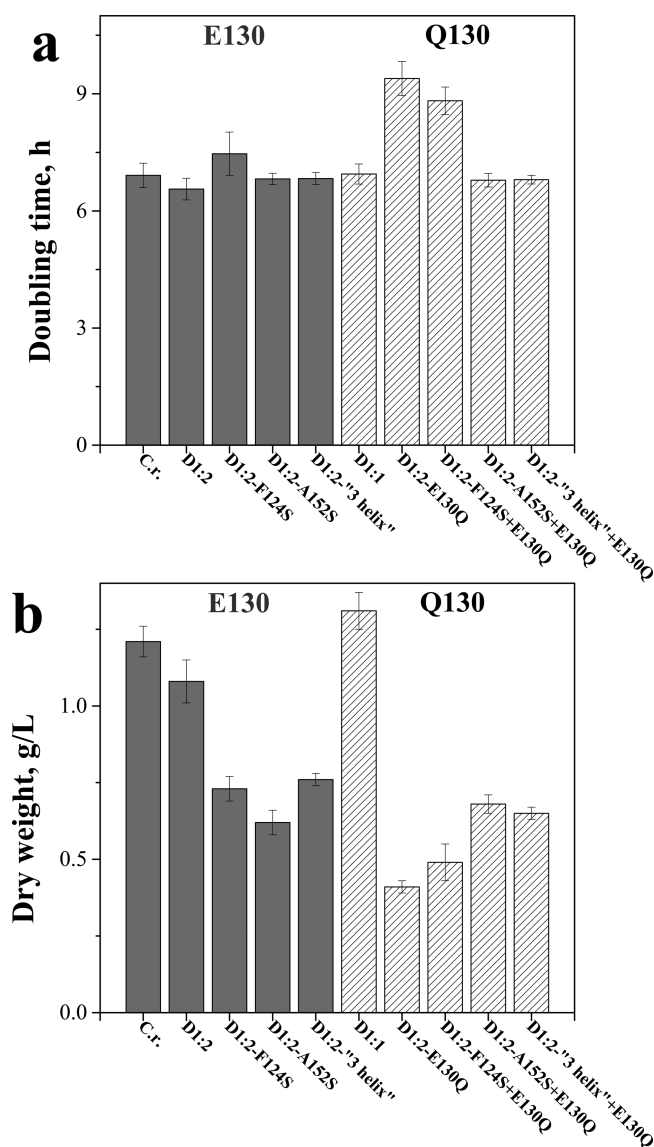 a
E130
Q130
Doubling time, h
9
6
3
0
C.r.
D1:2
D1:2-F124S
D1:2-A152S
D1:2-"3 helix"
D1:1
D1:2-E130Q
D1:2-F124S+E130Q
D1:2-A152S+E130Q
D1:2-"3 helix"+E130Q
b
E130
Q130
Dry weight, g/L
1.0
0.5
0.0
C.r.
D1:2
D1:2-F124S
D1:2-A152S
D1:2-"3 helix"
D1:1
D1:2-E130Q
D1:2-F124S+E130Q
D1:2-A152S+E130Q
D1:2-"3 helix"+E130Q